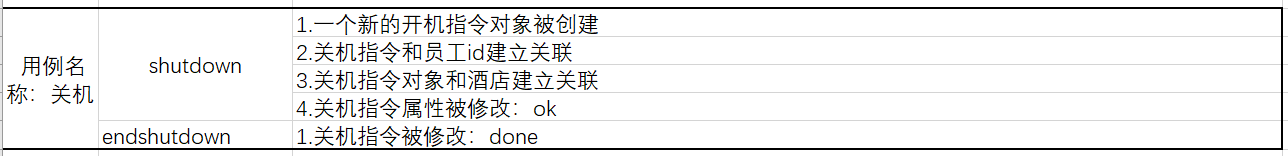 用例名
称：关机
shutdown
1.一个新的开机指令对象被创建
2.关机指令和员工id建立关联
3.关机指令对象和酒店建立关联
4.关机指令属性被修改：ok
endshutdown
1.关机指令被修改：done